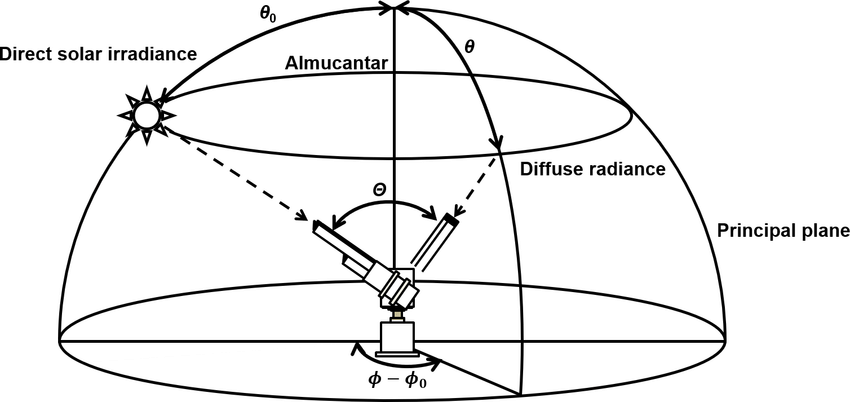 θ₀
θ
Direct solar irradiance
Almucantar
Diffuse radiance
Θ
Principal plane
ϕ − ϕ₀